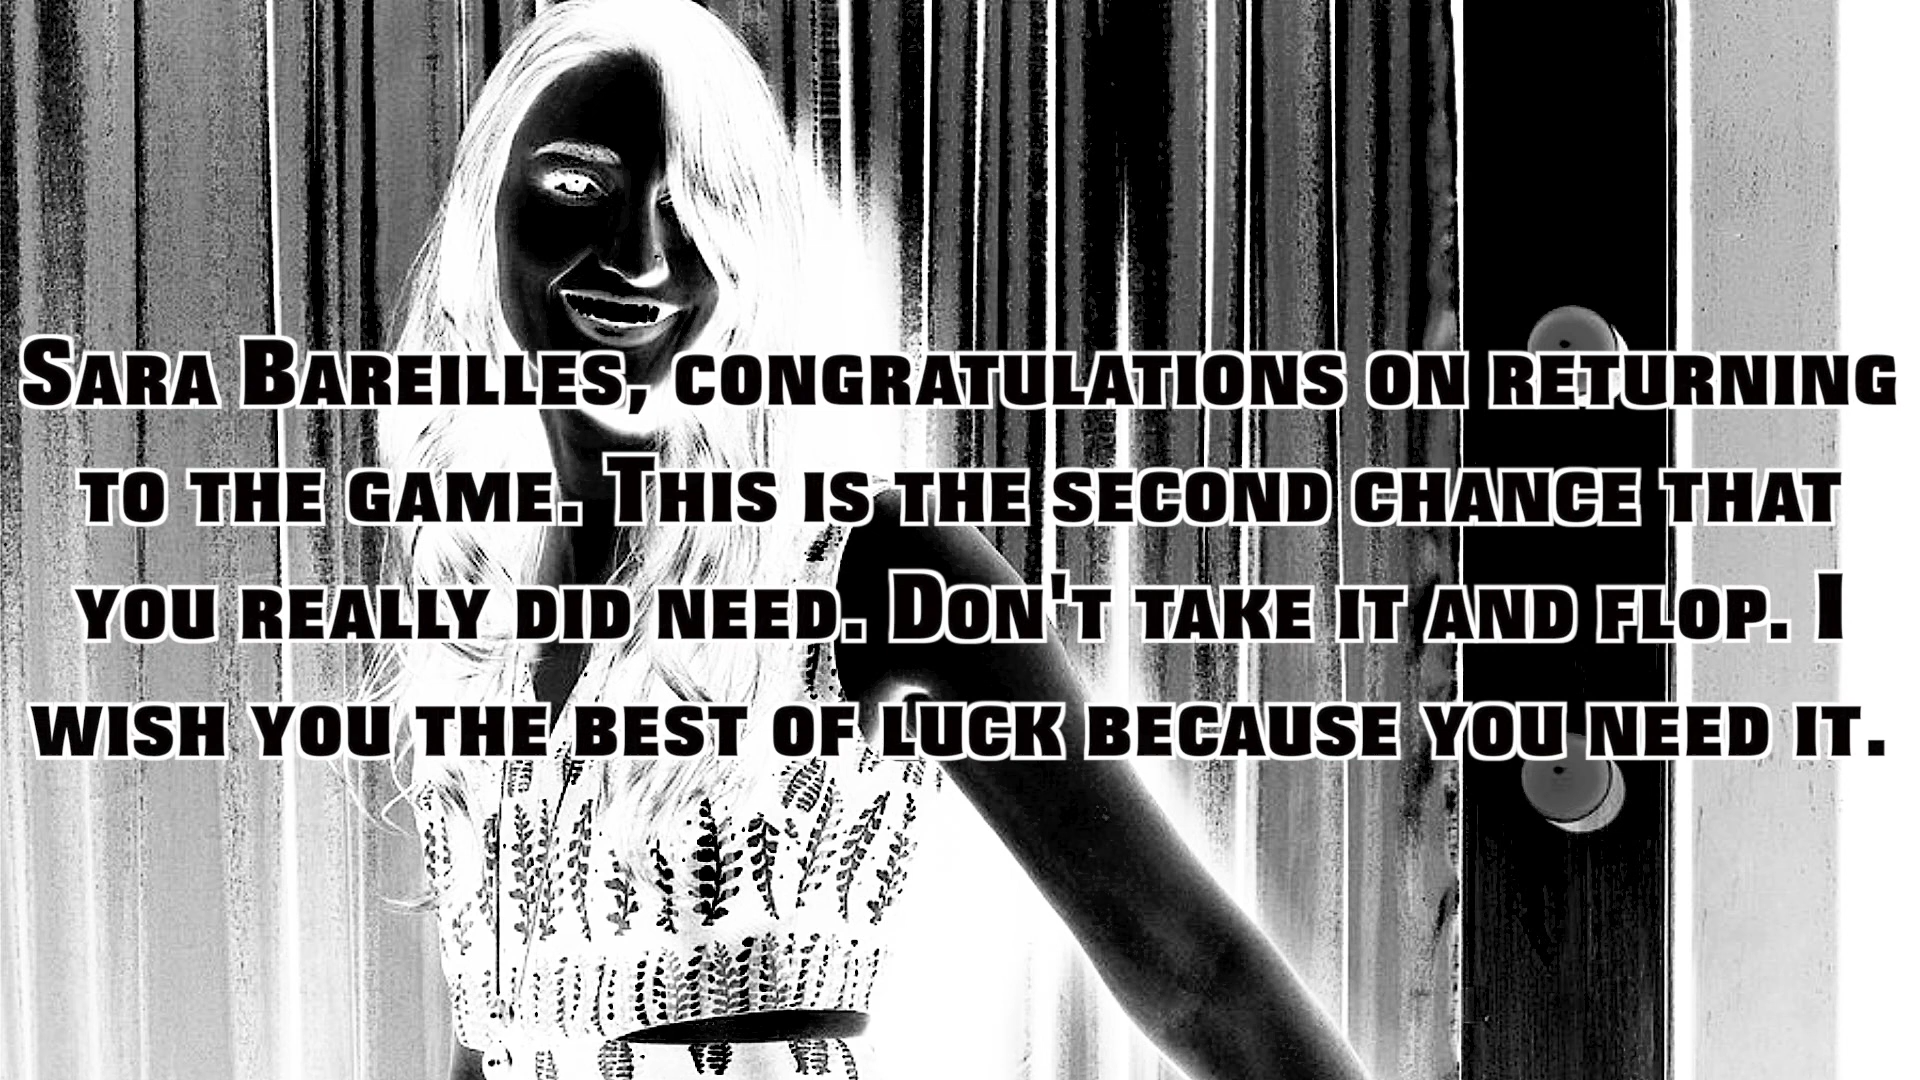 Sara Bareilles, congratulations on returning
to the game. This is the second chance that
you really did need. Don't take it and flop. I
wish you the best of luck because you need it.